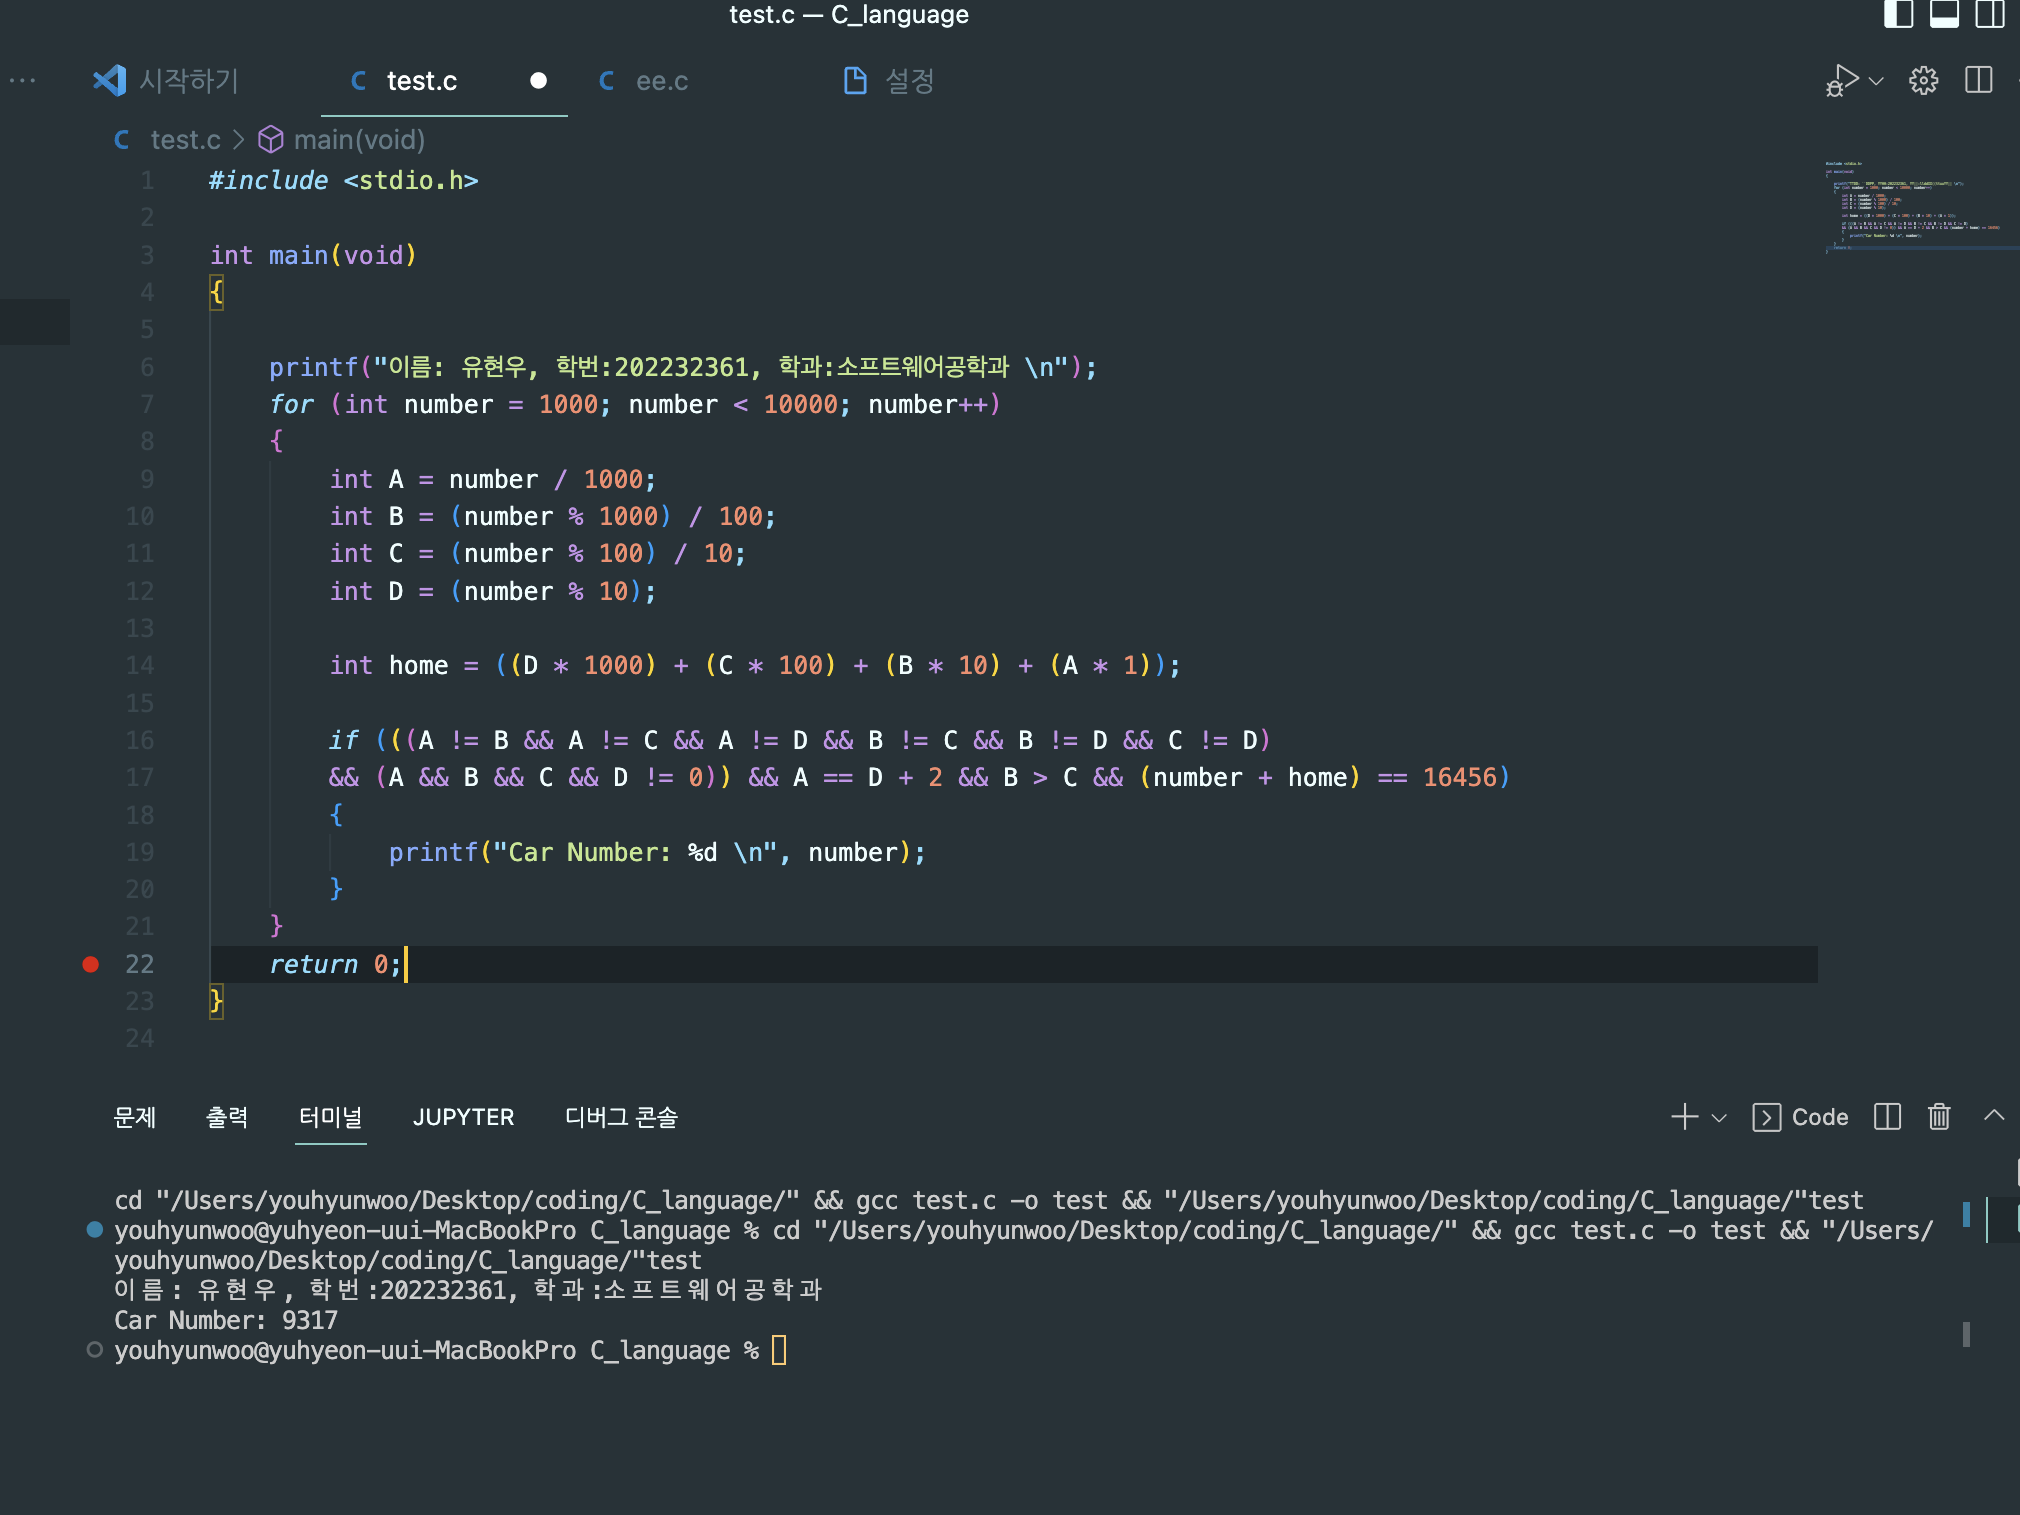 test.c — C_language
시작하기
test.c
ee.c
설정
test.c > main(void)
1 #include <stdio.h>
2
3 int main(void)
4 {
5
6 printf("이름: 유현우, 학번:202232361, 학과:소프트웨어공학과 \n");
7 for (int number = 1000; number < 10000; number++)
8 {
9 int A = number / 1000;
10 int B = (number % 1000) / 100;
11 int C = (number % 100) / 10;
12 int D = (number % 10);
13
14 int home = ((D * 1000) + (C * 100) + (B * 10) + (A * 1));
15
16 if (((A != B && A != C && A != D && B != C && B != D && C != D)
17 && (A && B && C && D != 0)) && A == D + 2 && B > C && (number + home) == 16456)
18 {
19 printf("Car Number: %d \n", number);
20 }
21 }
22 return 0;
23 }
24
문제 출력 터미널 JUPYTER 디버그 콘솔
Code
cd "/Users/youhyunwoo/Desktop/coding/C_language/" && gcc test.c -o test && "/Users/youhyunwoo/Desktop/coding/C_language/"test
youhyunwoo@yuhyeon-uui-MacBookPro C_language % cd "/Users/youhyunwoo/Desktop/coding/C_language/" && gcc test.c -o test && "/Users/
youhyunwoo/Desktop/coding/C_language/"test
이름: 유현우, 학번:202232361, 학과:소프트웨어공학과
Car Number: 9317
youhyunwoo@yuhyeon-uui-MacBookPro C_language %